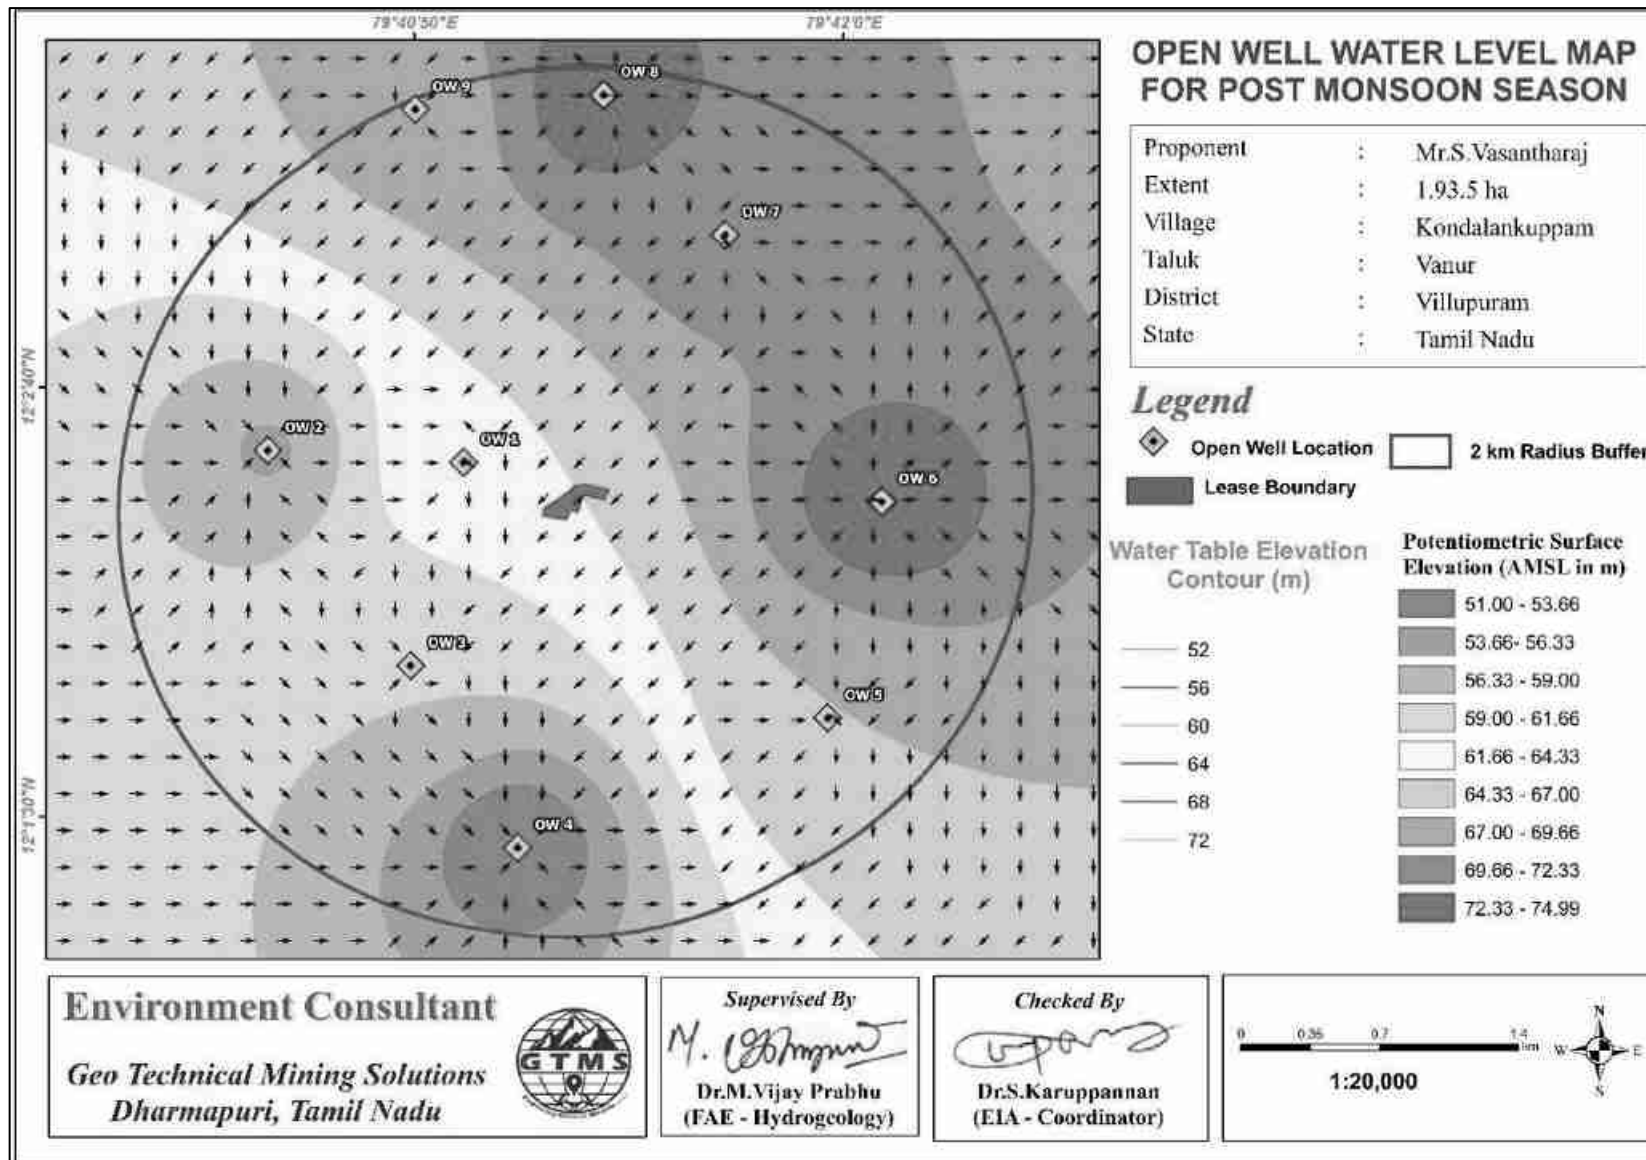 79°40'50"E
79°42'0"E
12°2'40"N
12°1'30"N
OW 9
OW 8
OW 7
OW 2
OW 1
OW 6
OW 3
OW 5
OW 4
OPEN WELL WATER LEVEL MAP
FOR POST MONSOON SEASON
Proponent : Mr.S.Vasantharaj
Extent : 1.93.5 ha
Village : Kondalankuppam
Taluk : Vanur
District : Villupuram
State : Tamil Nadu
Legend
Open Well Location
2 km Radius Buffer
Lease Boundary
Water Table Elevation
Contour (m)
52
56
60
64
68
72
Potentiometric Surface
Elevation (AMSL in m)
51.00 - 53.66
53.66- 56.33
56.33 - 59.00
59.00 - 61.66
61.66 - 64.33
64.33 - 67.00
67.00 - 69.66
69.66 - 72.33
72.33 - 74.99
Environment Consultant
Geo Technical Mining Solutions
Dharmapuri, Tamil Nadu
GTMS
Supervised By
Dr.M.Vijay Prabhu
(FAE - Hydrogeology)
Checked By
Dr.S.Karuppannan
(EIA - Coordinator)
0 0.35 0.7 1.4
Km
1:20,000
N
W
E
S